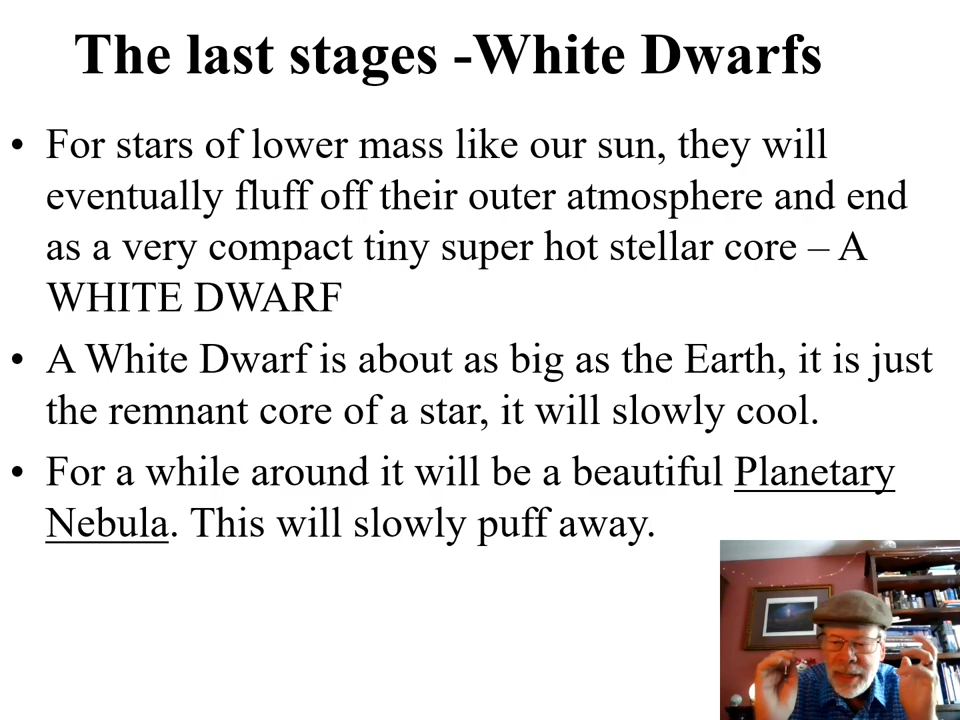 The last stages -White Dwarfs
• For stars of lower mass like our sun, they will
eventually fluff off their outer atmosphere and end
as a very compact tiny super hot stellar core – A
WHITE DWARF
• A White Dwarf is about as big as the Earth, it is just
the remnant core of a star, it will slowly cool.
• For a while around it will be a beautiful Planetary
Nebula. This will slowly puff away.